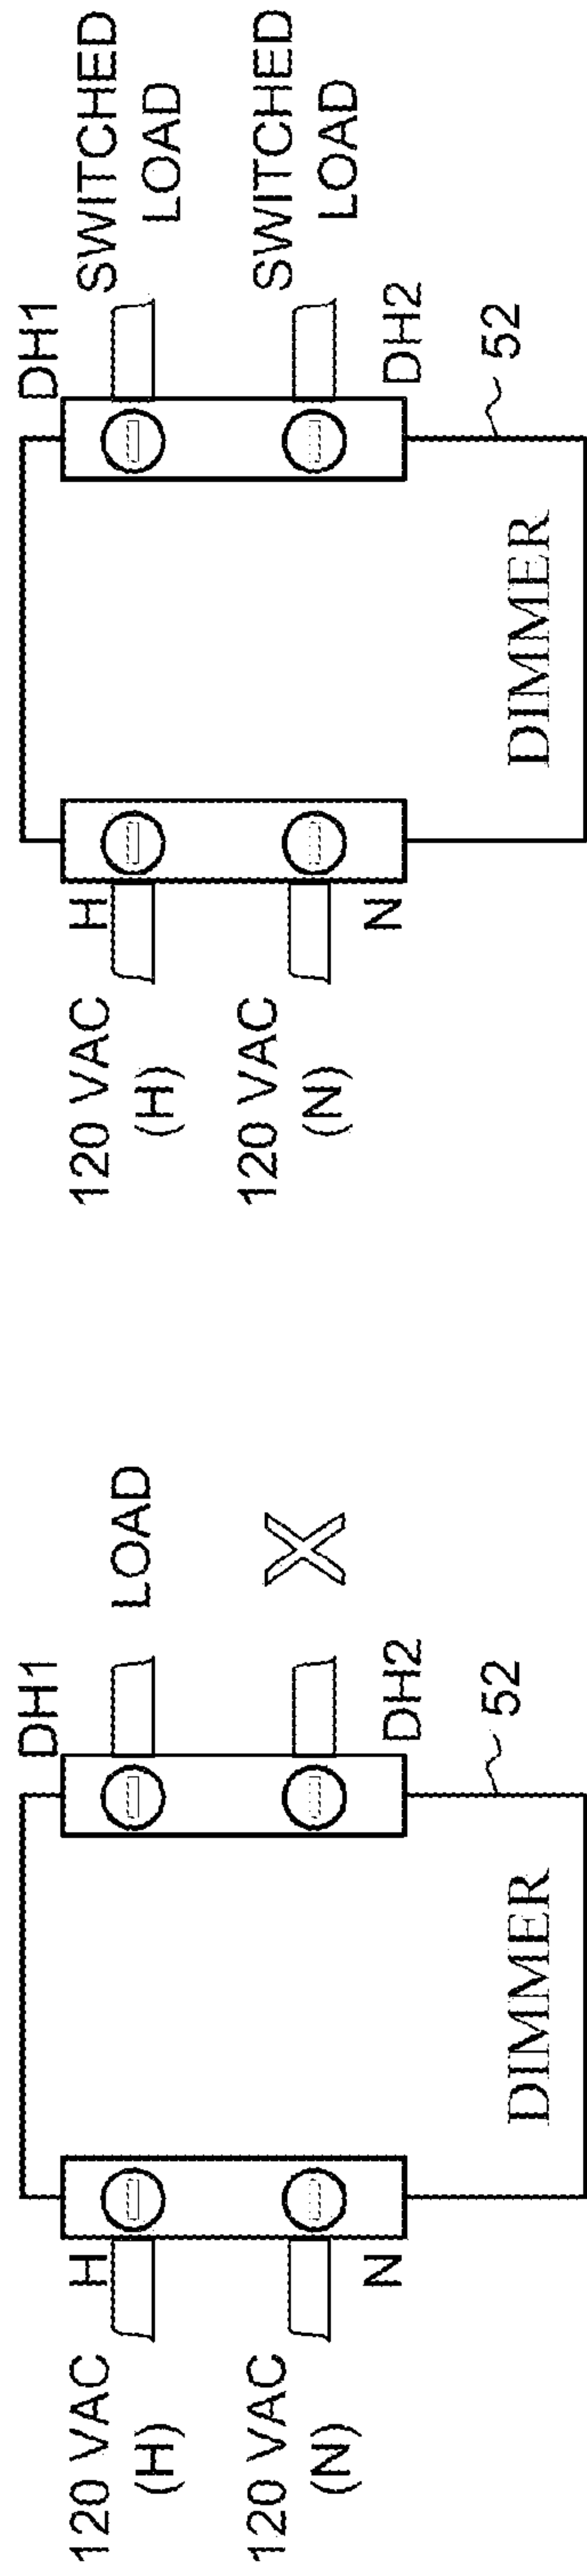 DH1
120 VAC
(H)
H
LOAD
120 VAC
(N)
X
N
DH2
DIMMER
52
DH1
120 VAC
(H)
H
SWITCHED
LOAD
120 VAC
(N)
SWITCHED
LOAD
N
DH2
DIMMER
52